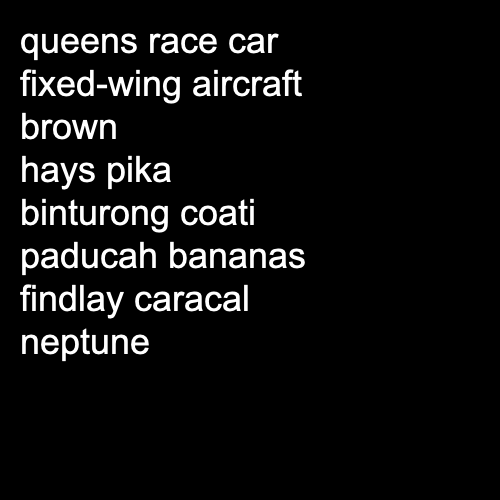 queens race car
fixed-wing aircraft
brown
hays pika
binturong coati
paducah bananas
findlay caracal
neptune